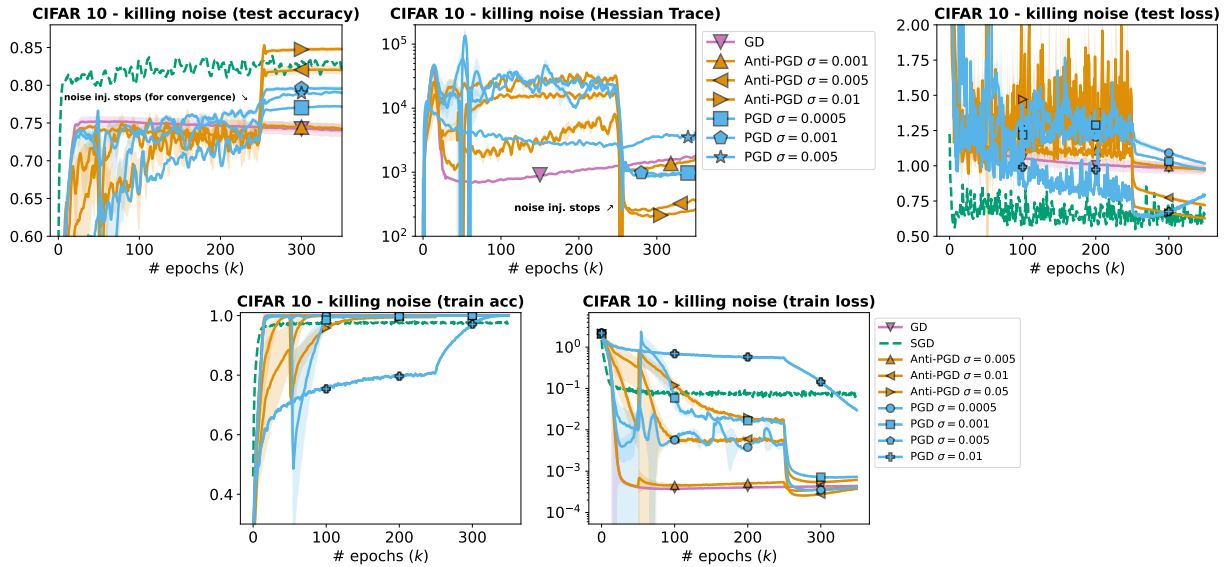 CIFAR 10 - killing noise (test accuracy)
0.85
0.80
0.75
0.70
0.65
0.60
noise inj. stops (for convergence) ↘
0
100
200
300
# epochs (k)
CIFAR 10 - killing noise (Hessian Trace)
10⁵
10⁴
10³
10²
noise inj. stops ↗
0
100
200
300
# epochs (k)
GD
Anti-PGD σ = 0.001
Anti-PGD σ = 0.005
Anti-PGD σ = 0.01
PGD σ = 0.0005
PGD σ = 0.001
PGD σ = 0.005
CIFAR 10 - killing noise (test loss)
2.00
1.75
1.50
1.25
1.00
0.75
0.50
0
100
200
300
# epochs (k)
CIFAR 10 - killing noise (train acc)
1.0
0.8
0.6
0.4
0
100
200
300
# epochs (k)
CIFAR 10 - killing noise (train loss)
10⁰
10⁻¹
10⁻²
10⁻³
10⁻⁴
0
100
200
300
# epochs (k)
GD
SGD
Anti-PGD σ = 0.005
Anti-PGD σ = 0.01
Anti-PGD σ = 0.05
PGD σ = 0.0005
PGD σ = 0.001
PGD σ = 0.005
PGD σ = 0.01